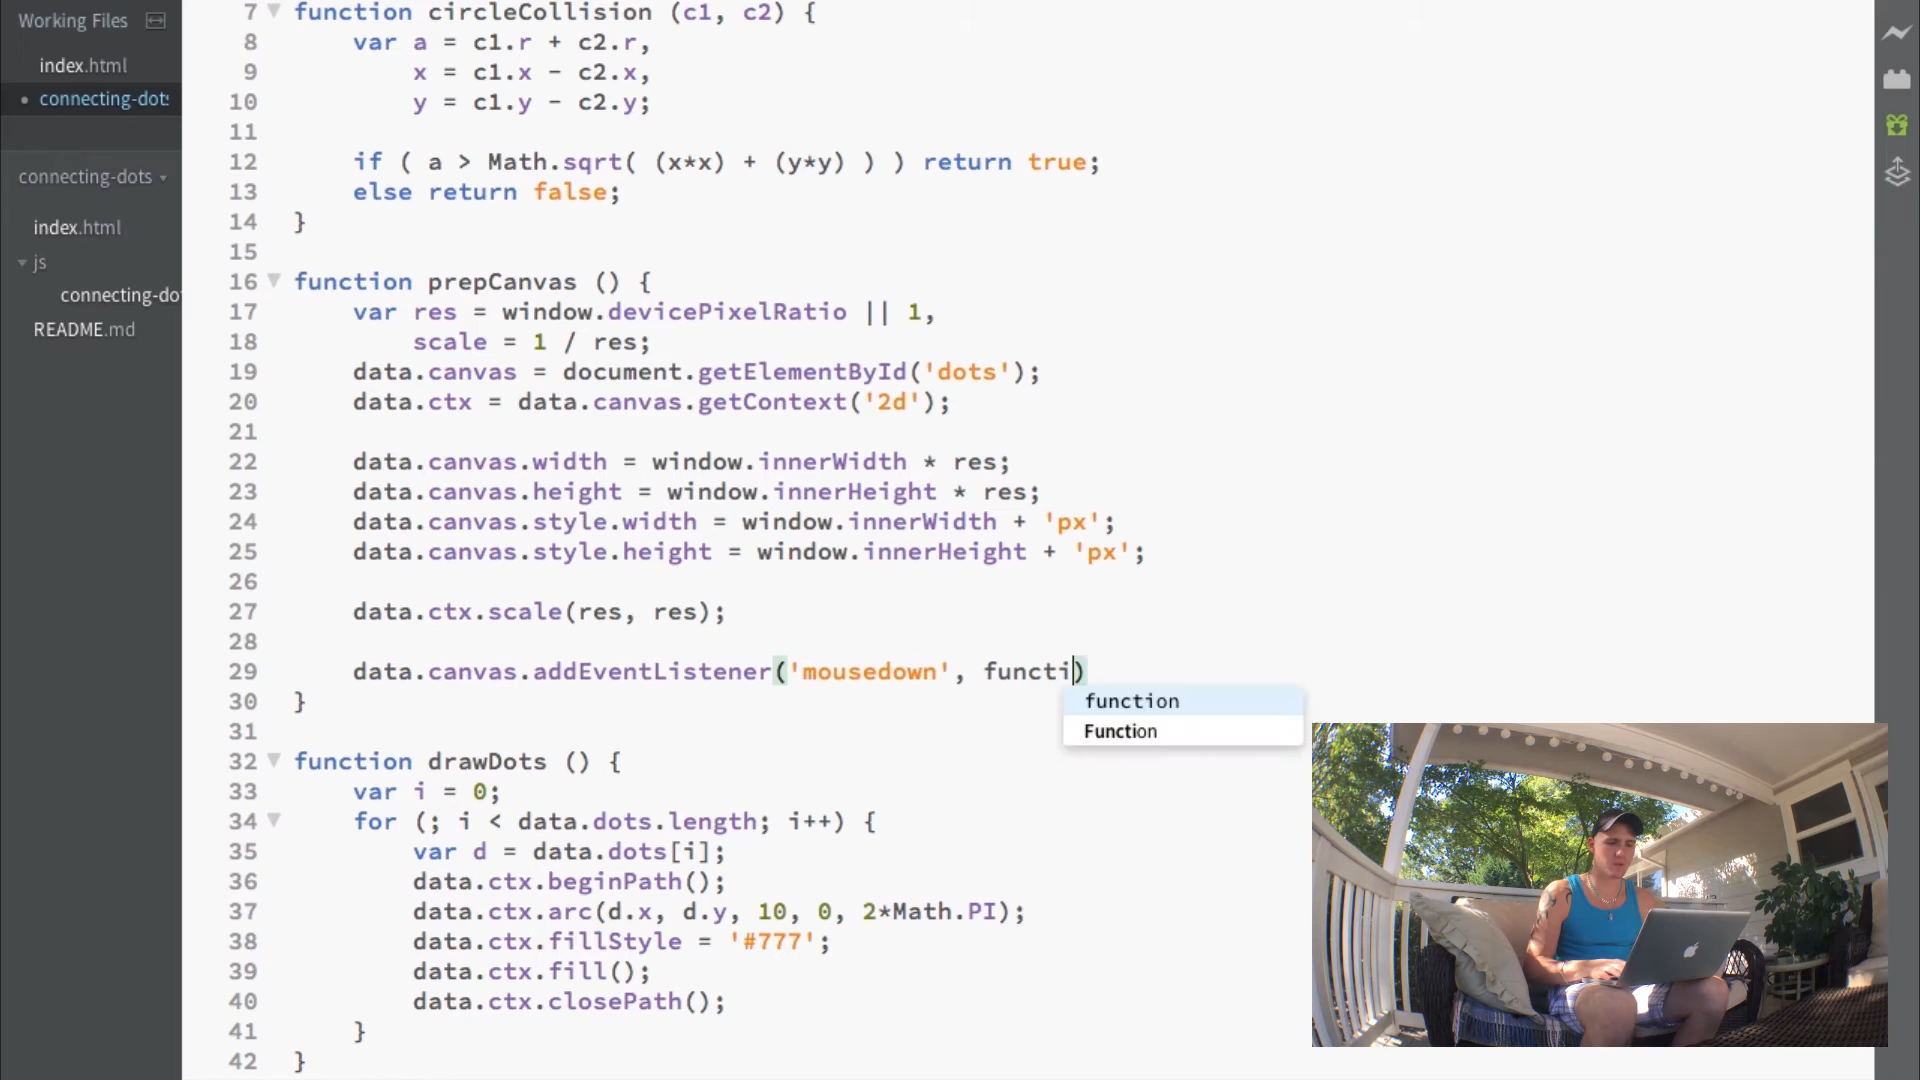 Working Files
index.html
connecting-dots
connecting-dots
index.html
js
connecting-do
README.md
7 function circleCollision (c1, c2) {
8 var a = c1.r + c2.r,
9 x = c1.x - c2.x,
10 y = c1.y - c2.y;
11
12 if ( a > Math.sqrt( (x*x) + (y*y) ) ) return true;
13 else return false;
14 }
15
16 function prepCanvas () {
17 var res = window.devicePixelRatio || 1,
18 scale = 1 / res;
19 data.canvas = document.getElementById('dots');
20 data.ctx = data.canvas.getContext('2d');
21
22 data.canvas.width = window.innerWidth * res;
23 data.canvas.height = window.innerHeight * res;
24 data.canvas.style.width = window.innerWidth + 'px';
25 data.canvas.style.height = window.innerHeight + 'px';
26
27 data.ctx.scale(res, res);
28
29 data.canvas.addEventListener('mousedown', functi)
function
30 }
Function
31
32 function drawDots () {
33 var i = 0;
34 for (; i < data.dots.length; i++) {
35 var d = data.dots[i];
36 data.ctx.beginPath();
37 data.ctx.arc(d.x, d.y, 10, 0, 2*Math.PI);
38 data.ctx.fillStyle = '#777';
39 data.ctx.fill();
40 data.ctx.closePath();
41 }
42 }